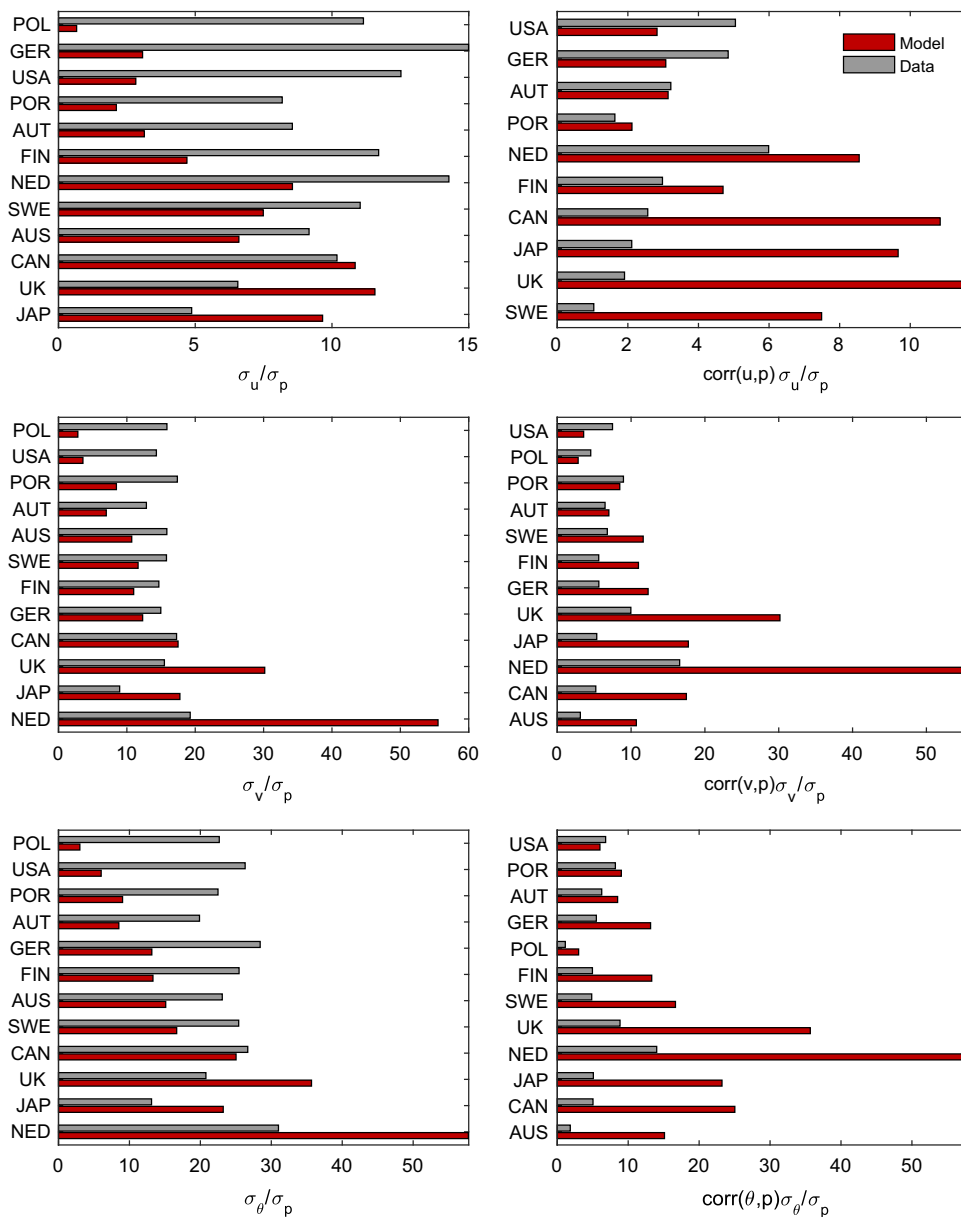 POL
GER
USA
POR
AUT
FIN
NED
SWE
AUS
CAN
UK
JAP
0 5 10 15
σu/σp
USA
GER
AUT
POR
NED
FIN
CAN
JAP
UK
SWE
0 2 4 6 8 10
corr(u,p)σu/σp
Model
Data
POL
USA
POR
AUT
AUS
SWE
FIN
GER
CAN
UK
JAP
NED
0 10 20 30 40 50 60
σv/σp
USA
POL
POR
AUT
SWE
FIN
GER
UK
JAP
NED
CAN
AUS
0 10 20 30 40 50
corr(v,p)σv/σp
POL
USA
POR
AUT
GER
FIN
AUS
SWE
CAN
UK
JAP
NED
0 10 20 30 40 50
σθ/σp
USA
POR
AUT
GER
POL
FIN
SWE
UK
NED
JAP
CAN
AUS
0 10 20 30 40 50
corr(θ,p)σθ/σp